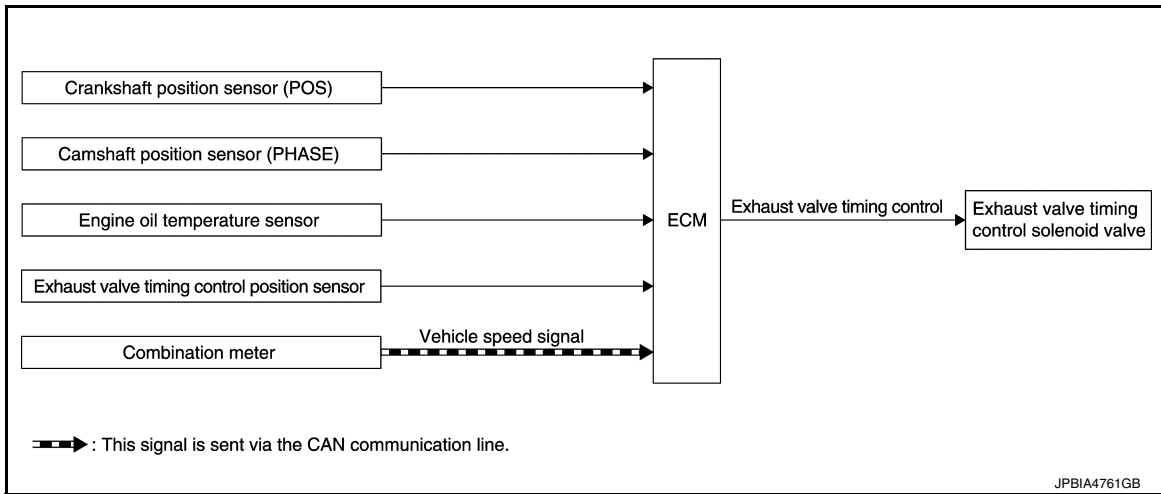 Crankshaft position sensor (POS)
Camshaft position sensor (PHASE)
Engine oil temperature sensor
Exhaust valve timing control position sensor
Combination meter
Vehicle speed signal
ECM
Exhaust valve timing control
Exhaust valve timing
control solenoid valve
: This signal is sent via the CAN communication line.
JPBIA4761GB